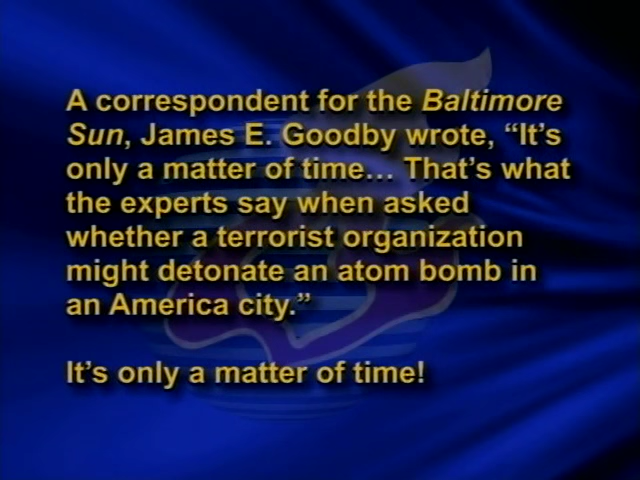 A correspondent for the Baltimore
Sun, James E. Goodby wrote, “It’s
only a matter of time… That’s what
the experts say when asked
whether a terrorist organization
might detonate an atom bomb in
an America city.”
It’s only a matter of time!